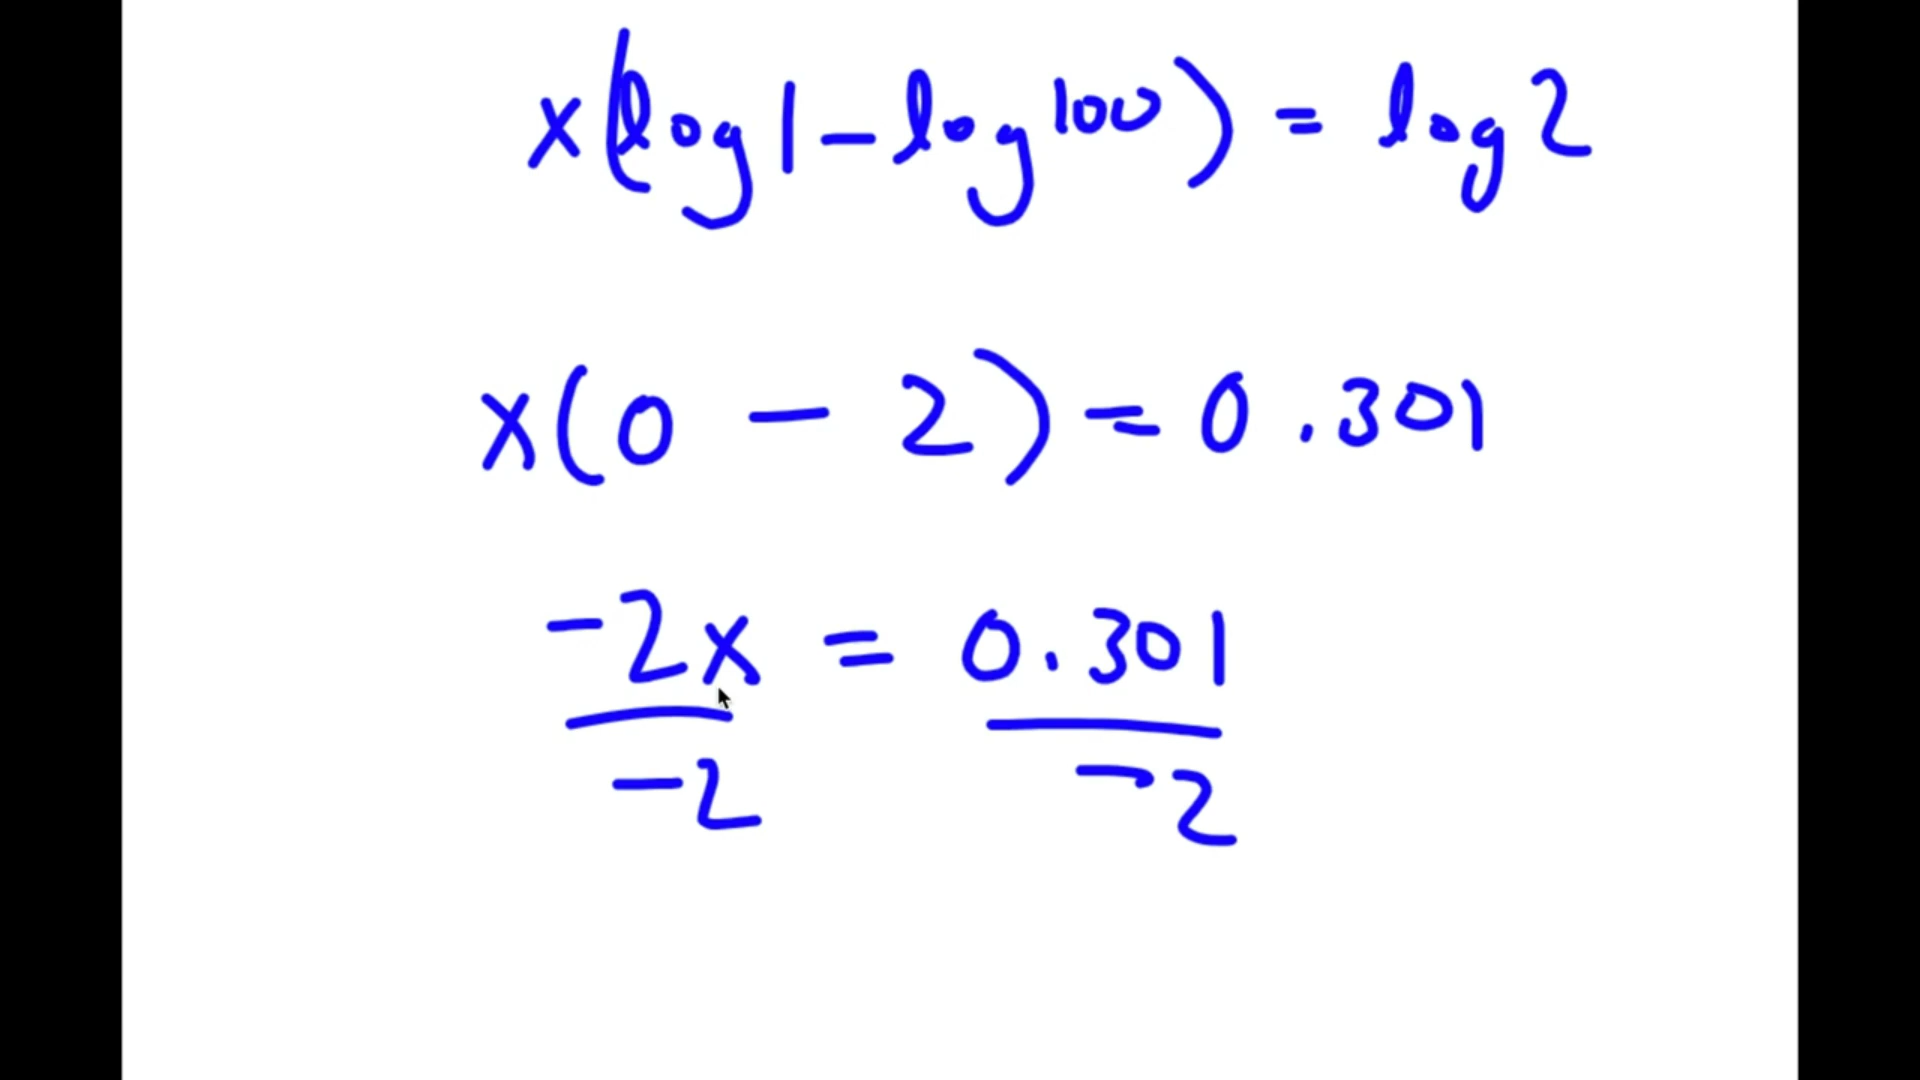 x(log1-log100) = log2
x(0 - 2) = 0.301
-2x = 0.301
-2 -2